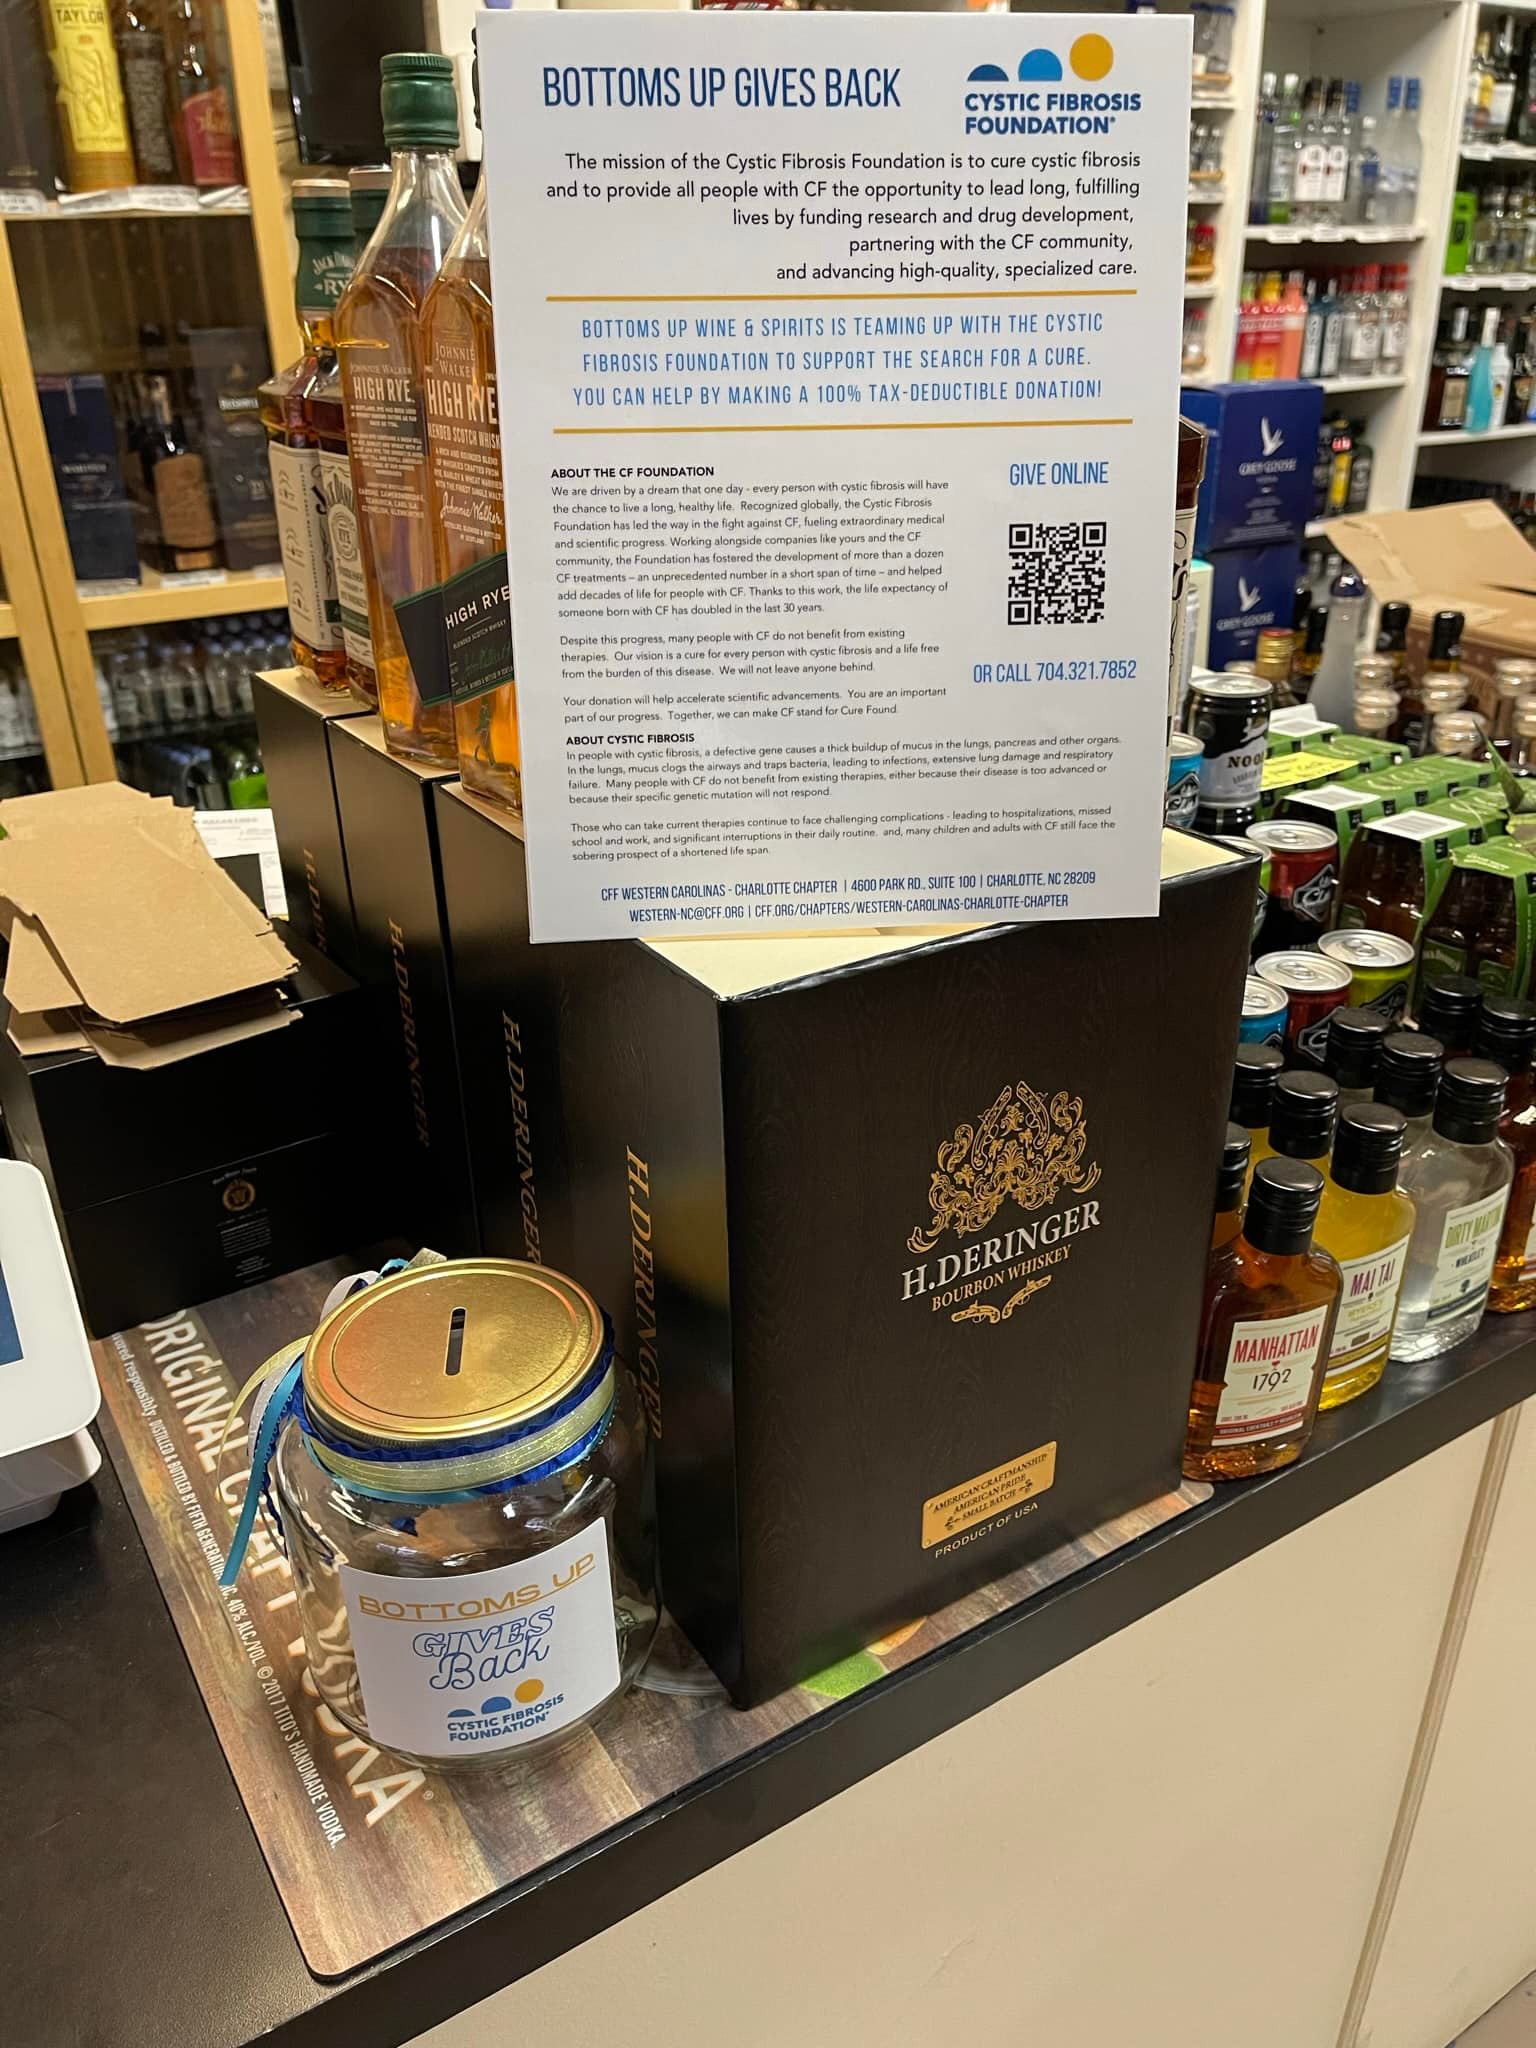 TAYLOR
BOTTOMS UP GIVES BACK
CYSTIC FIBROSIS
FOUNDATION®
The mission of the Cystic Fibrosis Foundation is to cure cystic fibrosis
and to provide all people with CF the opportunity to lead long, fulfilling
lives by funding research and drug development,
partnering with the CF community,
and advancing high-quality, specialized care.
BOTTOMS UP WINE & SPIRITS IS TEAMING UP WITH THE CYSTIC
FIBROSIS FOUNDATION TO SUPPORT THE SEARCH FOR A CURE.
YOU CAN HELP BY MAKING A 100% TAX-DEDUCTIBLE DONATION!
ABOUT THE CF FOUNDATION
We are driven by a dream that one day - every person with cystic fibrosis will have
the chance to live a long, healthy life. Recognized globally, the Cystic Fibrosis
Foundation has led the way in the fight against CF, fueling extraordinary medical
and scientific progress. Working alongside companies like yours and the CF
community, the Foundation has fostered the development of more than a dozen
CF treatments – an unprecedented number in a short span of time – and helped
add decades of life for people with CF. Thanks to this work, the life expectancy of
someone born with CF has doubled in the last 30 years.
Despite this progress, many people with CF do not benefit from existing
therapies. Our vision is a cure for every person with cystic fibrosis and a life free
from the burden of this disease. We will not leave anyone behind.
Your donation will help accelerate scientific advancements. You are an important
part of our progress. Together, we can make CF stand for Cure Found.
GIVE ONLINE
OR CALL 704.321.7852
ABOUT CYSTIC FIBROSIS
In people with cystic fibrosis, a defective gene causes a thick buildup of mucus in the lungs, pancreas and other organs.
In the lungs, mucus clogs the airways and traps bacteria, leading to infections, extensive lung damage and respiratory
failure. Many people with CF do not benefit from existing therapies, either because their disease is too advanced or
because their specific genetic mutation will not respond.
Those who can take current therapies continue to face challenging complications - leading to hospitalizations, missed
school and work, and significant interruptions in their daily routine. and, many children and adults with CF still face the
sobering prospect of a shortened life span.
CFF WESTERN CAROLINAS - CHARLOTTE CHAPTER | 4600 PARK RD., SUITE 100 | CHARLOTTE, NC 28209
WESTERN-NC@CFF.ORG | CFF.ORG/CHAPTERS/WESTERN-CAROLINAS-CHARLOTTE-CHAPTER
JOHNNIE WALKER
HIGH RYE.
JOHNNIE
WALKER
HIGH RYE
BLENDED SCOTCH WHISKY
Johnnie Walker
HIGH RYE
GREY GOOSE
GREY GOOSE
H.DERINGER
H.DERINGER
H.DERINGER
H.DERINGER
BOURBON WHISKEY
AMERICAN CRAFTMANSHIP
AMERICAN PRIDE
SMALL BATCH
PRODUCT OF USA
MANHATTAN
1792
MAI TAI
DIRTY MARTINI
WHEATLEY
BOTTOMS UP
GIVES
Back
CYSTIC FIBROSIS
FOUNDATION®
ORIGINAL CRAFT VODKA®
DISTILLED & BOTTLED BY FIFTH GENERATION, INC. 40% ALC./VOL. © 2017 TITO'S HANDMADE VODKA.